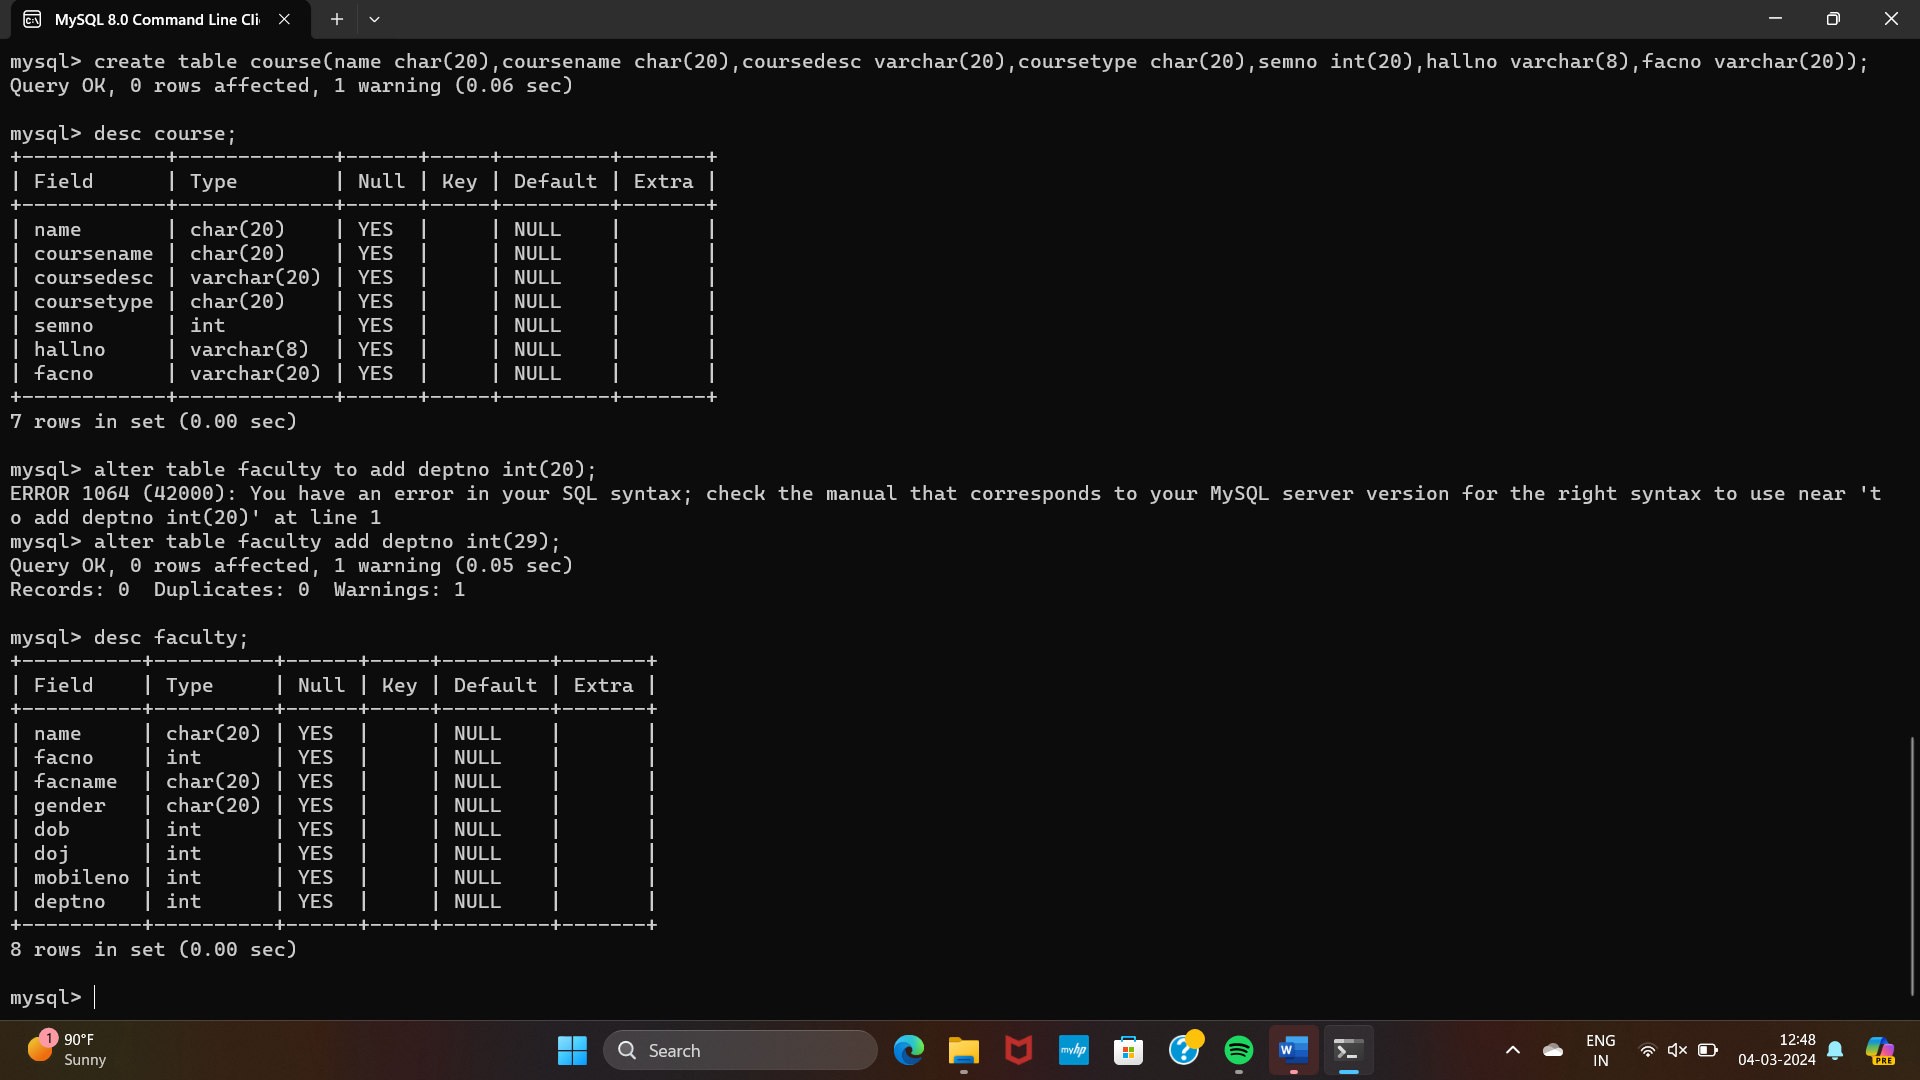 MySQL 8.0 Command Line Cli
mysql> create table course(name char(20),coursename char(20),coursedesc varchar(20),coursetype char(20),semno int(20),hallno varchar(8),facno varchar(20));
Query OK, 0 rows affected, 1 warning (0.06 sec)
mysql> desc course;
+------------+-------------+------+-----+---------+-------+
| Field      | Type        | Null | Key | Default | Extra |
+------------+-------------+------+-----+---------+-------+
| name       | char(20)    | YES  |     | NULL    |       |
| coursename | char(20)    | YES  |     | NULL    |       |
| coursedesc | varchar(20) | YES  |     | NULL    |       |
| coursetype | char(20)    | YES  |     | NULL    |       |
| semno      | int         | YES  |     | NULL    |       |
| hallno     | varchar(8)  | YES  |     | NULL    |       |
| facno      | varchar(20) | YES  |     | NULL    |       |
+------------+-------------+------+-----+---------+-------+
7 rows in set (0.00 sec)
mysql> alter table faculty to add deptno int(20);
ERROR 1064 (42000): You have an error in your SQL syntax; check the manual that corresponds to your MySQL server version for the right syntax to use near 't
o add deptno int(20)' at line 1
mysql> alter table faculty add deptno int(29);
Query OK, 0 rows affected, 1 warning (0.05 sec)
Records: 0  Duplicates: 0  Warnings: 1
mysql> desc faculty;
+----------+----------+------+-----+---------+-------+
| Field    | Type     | Null | Key | Default | Extra |
+----------+----------+------+-----+---------+-------+
| name     | char(20) | YES  |     | NULL    |       |
| facno    | int      | YES  |     | NULL    |       |
| facname  | char(20) | YES  |     | NULL    |       |
| gender   | char(20) | YES  |     | NULL    |       |
| dob      | int      | YES  |     | NULL    |       |
| doj      | int      | YES  |     | NULL    |       |
| mobileno | int      | YES  |     | NULL    |       |
| deptno   | int      | YES  |     | NULL    |       |
+----------+----------+------+-----+---------+-------+
8 rows in set (0.00 sec)
mysql>
1
90°F
Sunny
Search
myhp
W
ENG
IN
12:48
04-03-2024
PRE